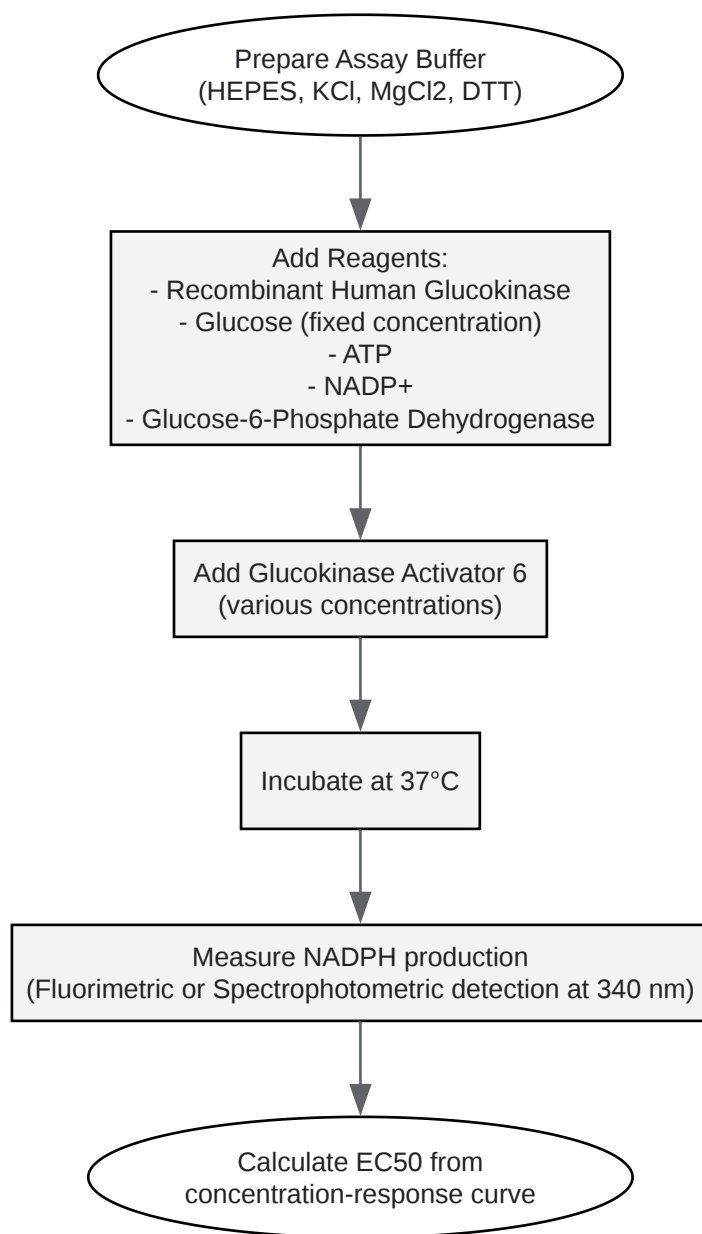 Prepare Assay Buffer
(HEPES, KCl, MgCl2, DTT)
Add Reagents:
- Recombinant Human Glucokinase
- Glucose (fixed concentration)
- ATP
- NADP+
- Glucose-6-Phosphate Dehydrogenase
Add Glucokinase Activator 6
(various concentrations)
Incubate at 37°C
Measure NADPH production
(Fluorimetric or Spectrophotometric detection at 340 nm)
Calculate EC50 from
concentration-response curve